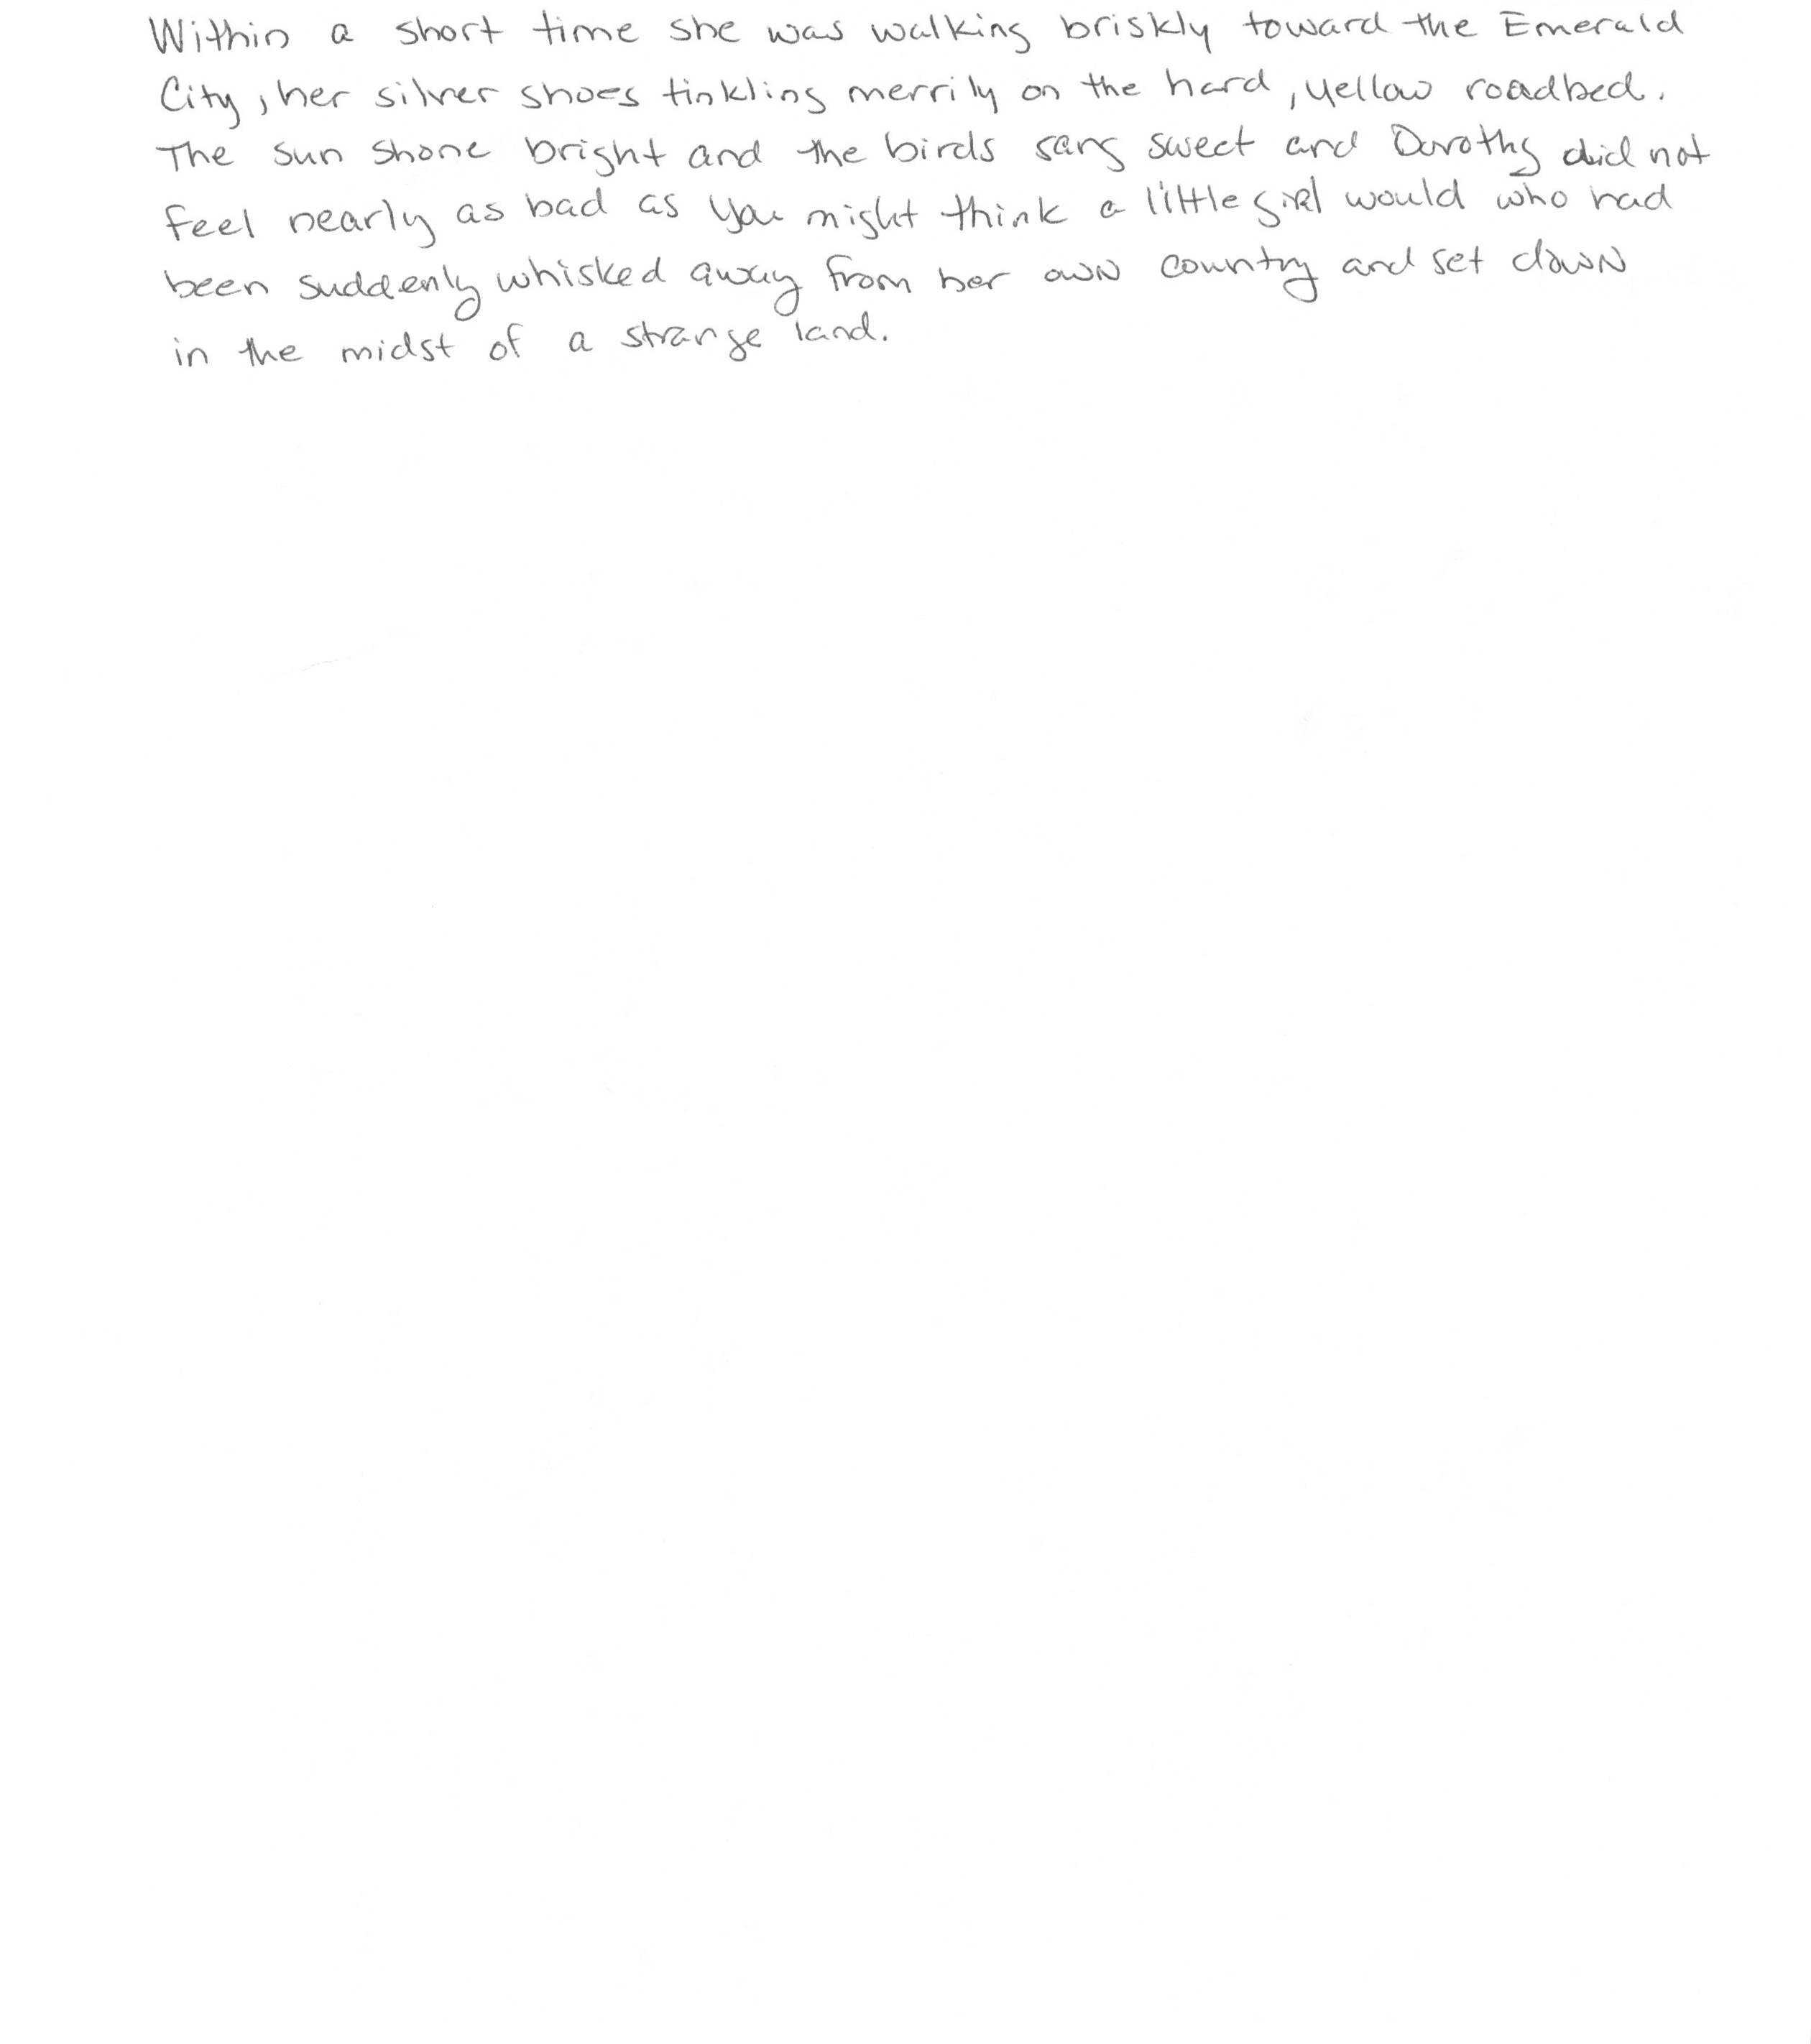 Within a short time she was walking briskly toward the Emerald
City, her silver shoes tinkling merrily on the hard, yellow roadbed.
The sun shone bright and the birds sang sweet and Dorothy did not
feel nearly as bad as you might think a little girl would who had
been suddenly whisked away from her own country and set down
in the midst of a strange land.